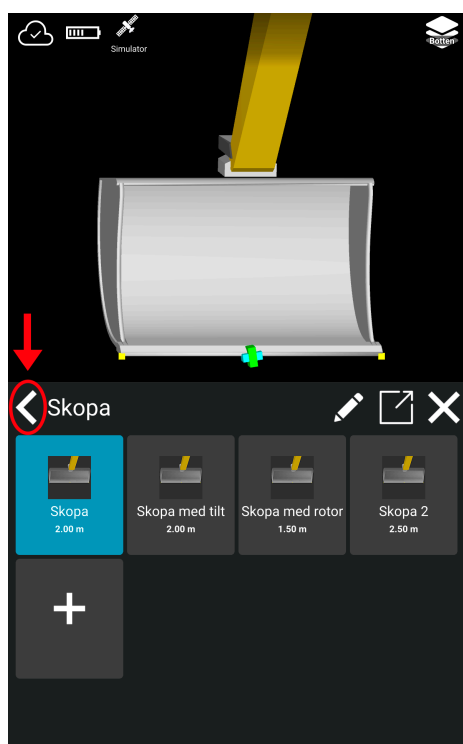 Simulator
Botten
Skopa
Skopa
2.00 m
Skopa med tilt
2.00 m
Skopa med rotor
1.50 m
Skopa 2
2.50 m